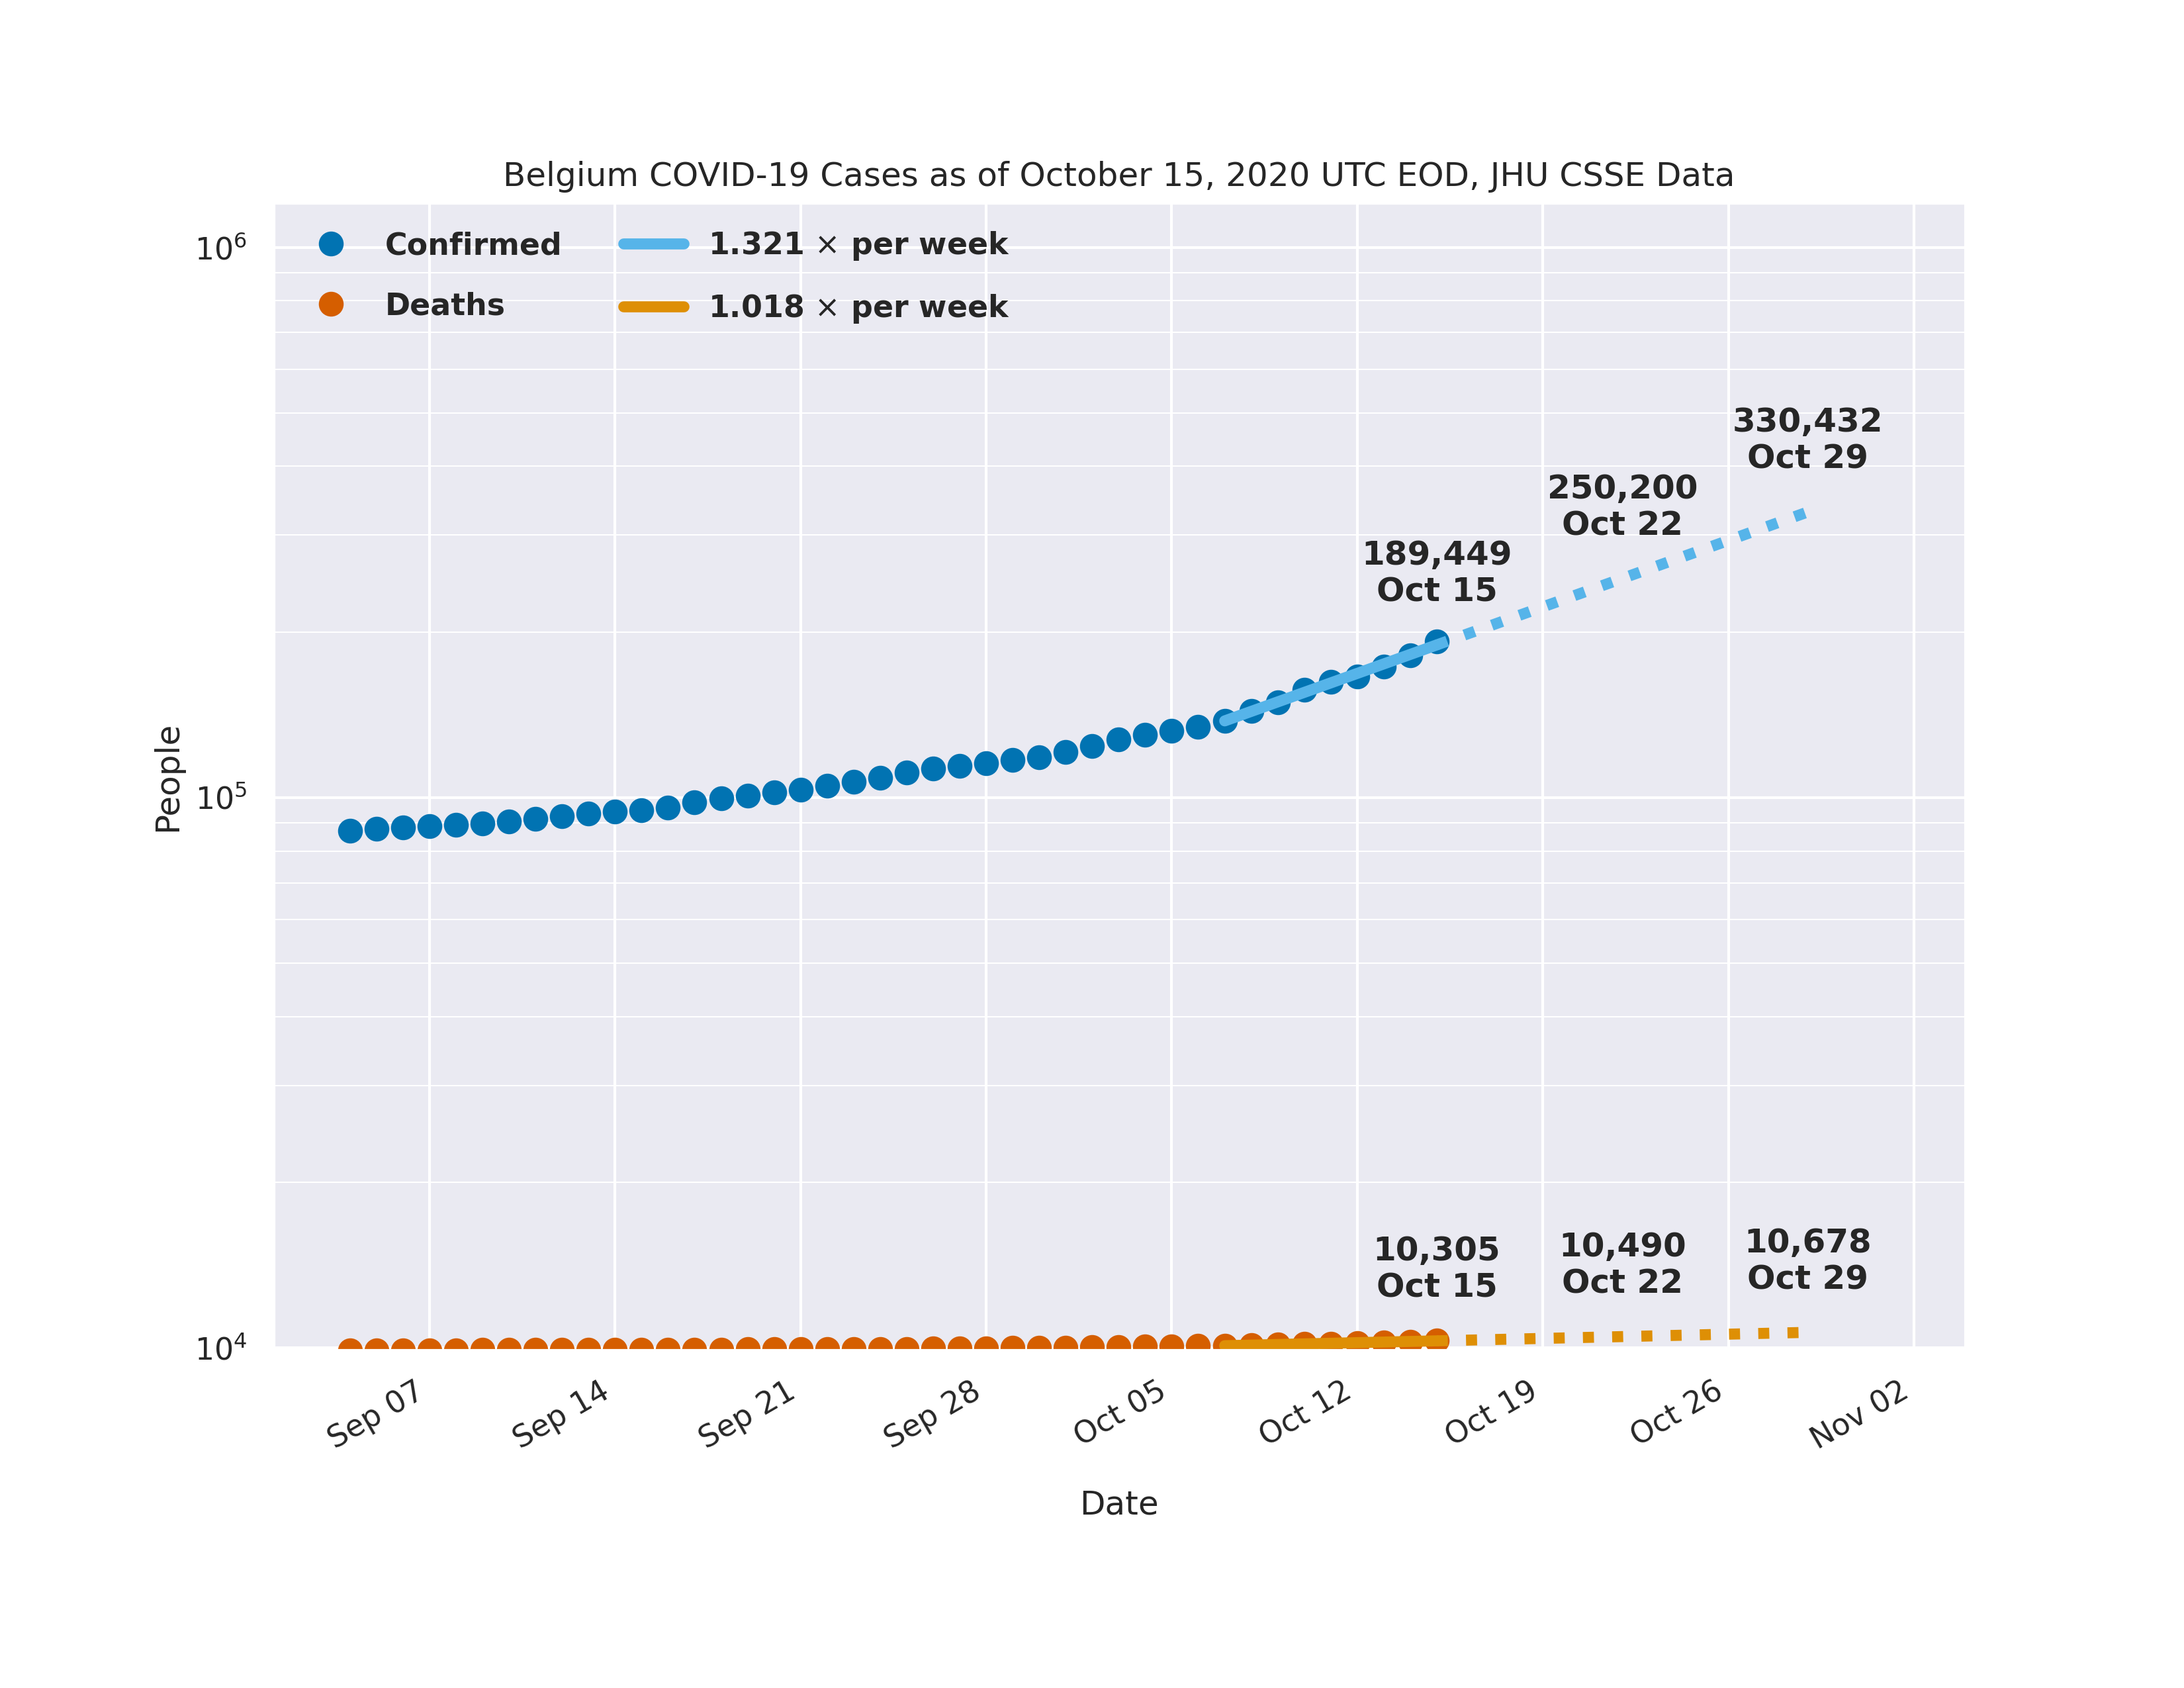 Belgium COVID-19 Cases as of October 15, 2020 UTC EOD, JHU CSSE Data
Confirmed
Deaths
1.321 × per week
1.018 × per week
10⁶
10⁵
10⁴
People
330,432
Oct 29
250,200
Oct 22
189,449
Oct 15
10,305
Oct 15
10,490
Oct 22
10,678
Oct 29
Sep 07
Sep 14
Sep 21
Sep 28
Oct 05
Oct 12
Oct 19
Oct 26
Nov 02
Date